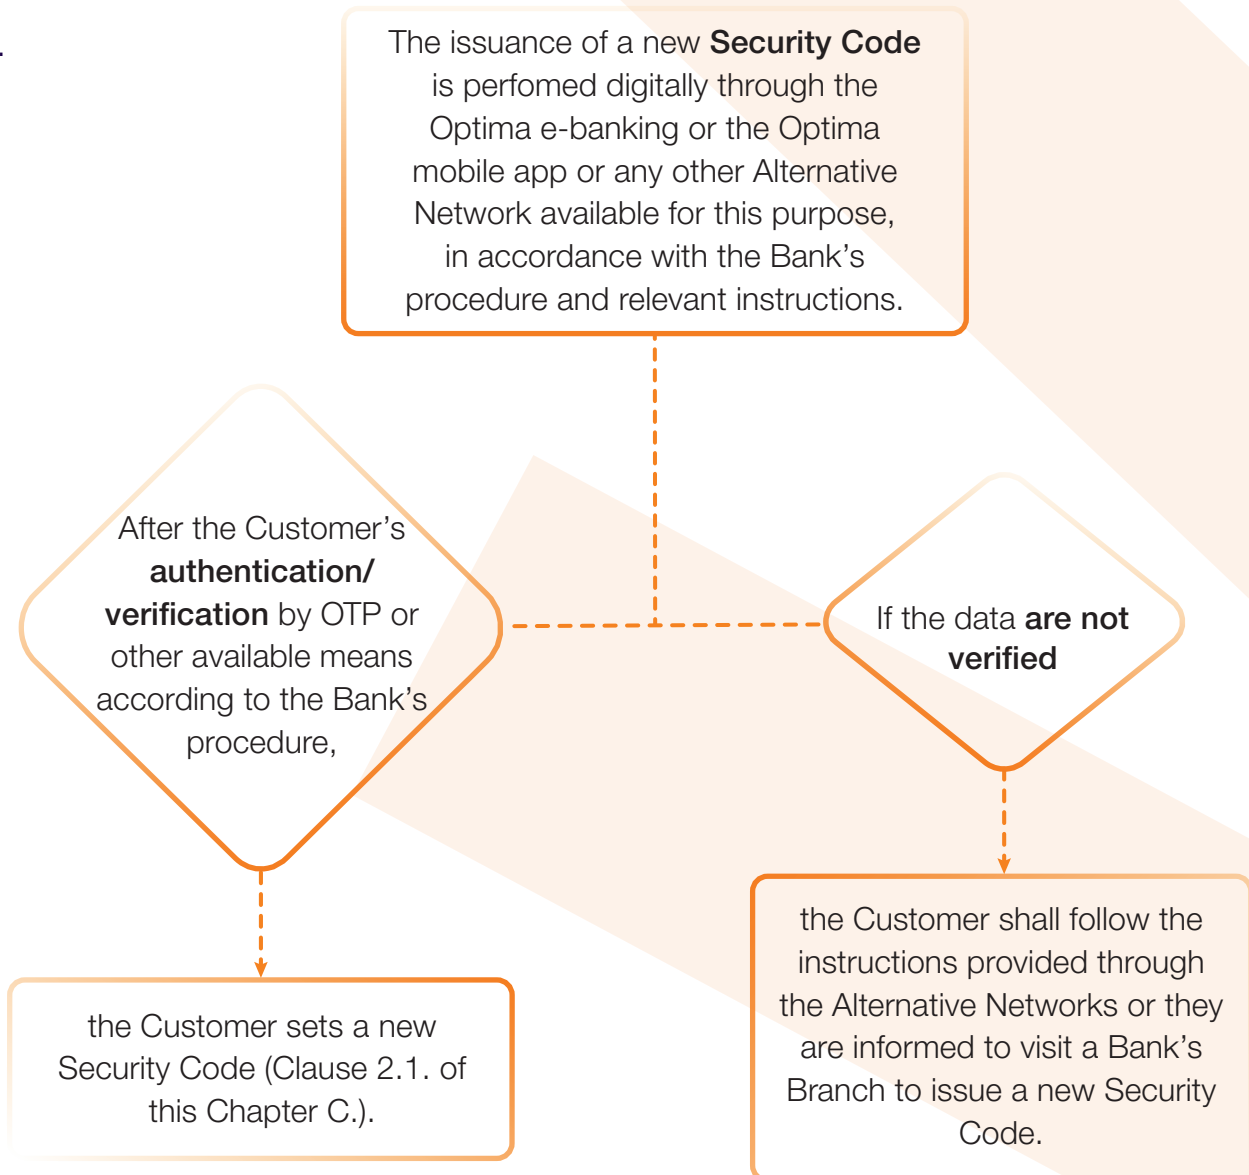 .
The issuance of a new Security Code
is perfomed digitally through the
Optima e-banking or the Optima
mobile app or any other Alternative
Network available for this purpose,
in accordance with the Bank’s
procedure and relevant instructions.
After the Customer’s
authentication/
verification by OTP or
other available means
according to the Bank’s
procedure,
If the data are not
verified
the Customer sets a new
Security Code (Clause 2.1. of
this Chapter C.).
the Customer shall follow the
instructions provided through
the Alternative Networks or they
are informed to visit a Bank’s
Branch to issue a new Security
Code.